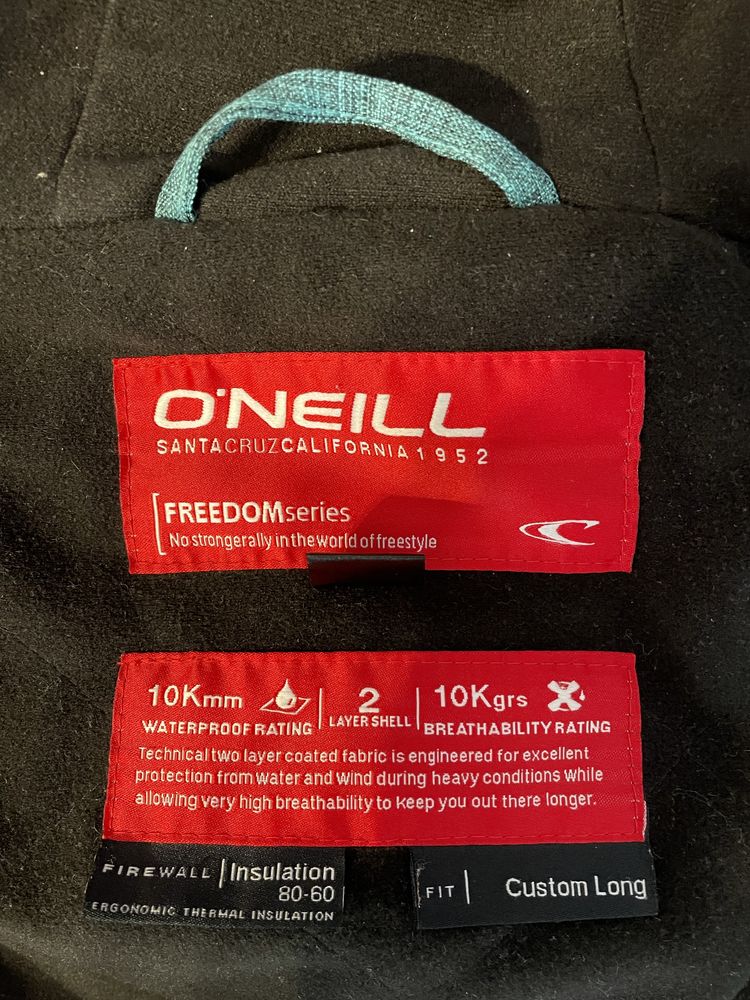 O'NEILL
SANTACRUZCALIFORNIA 1952
FREEDOMseries
No strongerally in the world of freestyle
10Kmm | 2 | 10Kgrs
WATERPROOF RATING | LAYER SHELL | BREATHABILITY RATING
Technical two layer coated fabric is engineered for excellent
protection from water and wind during heavy conditions while
allowing very high breathability to keep you out there longer.
FIREWALL | Insulation
80-60
ERGONOMIC THERMAL INSULATION
FIT | Custom Long